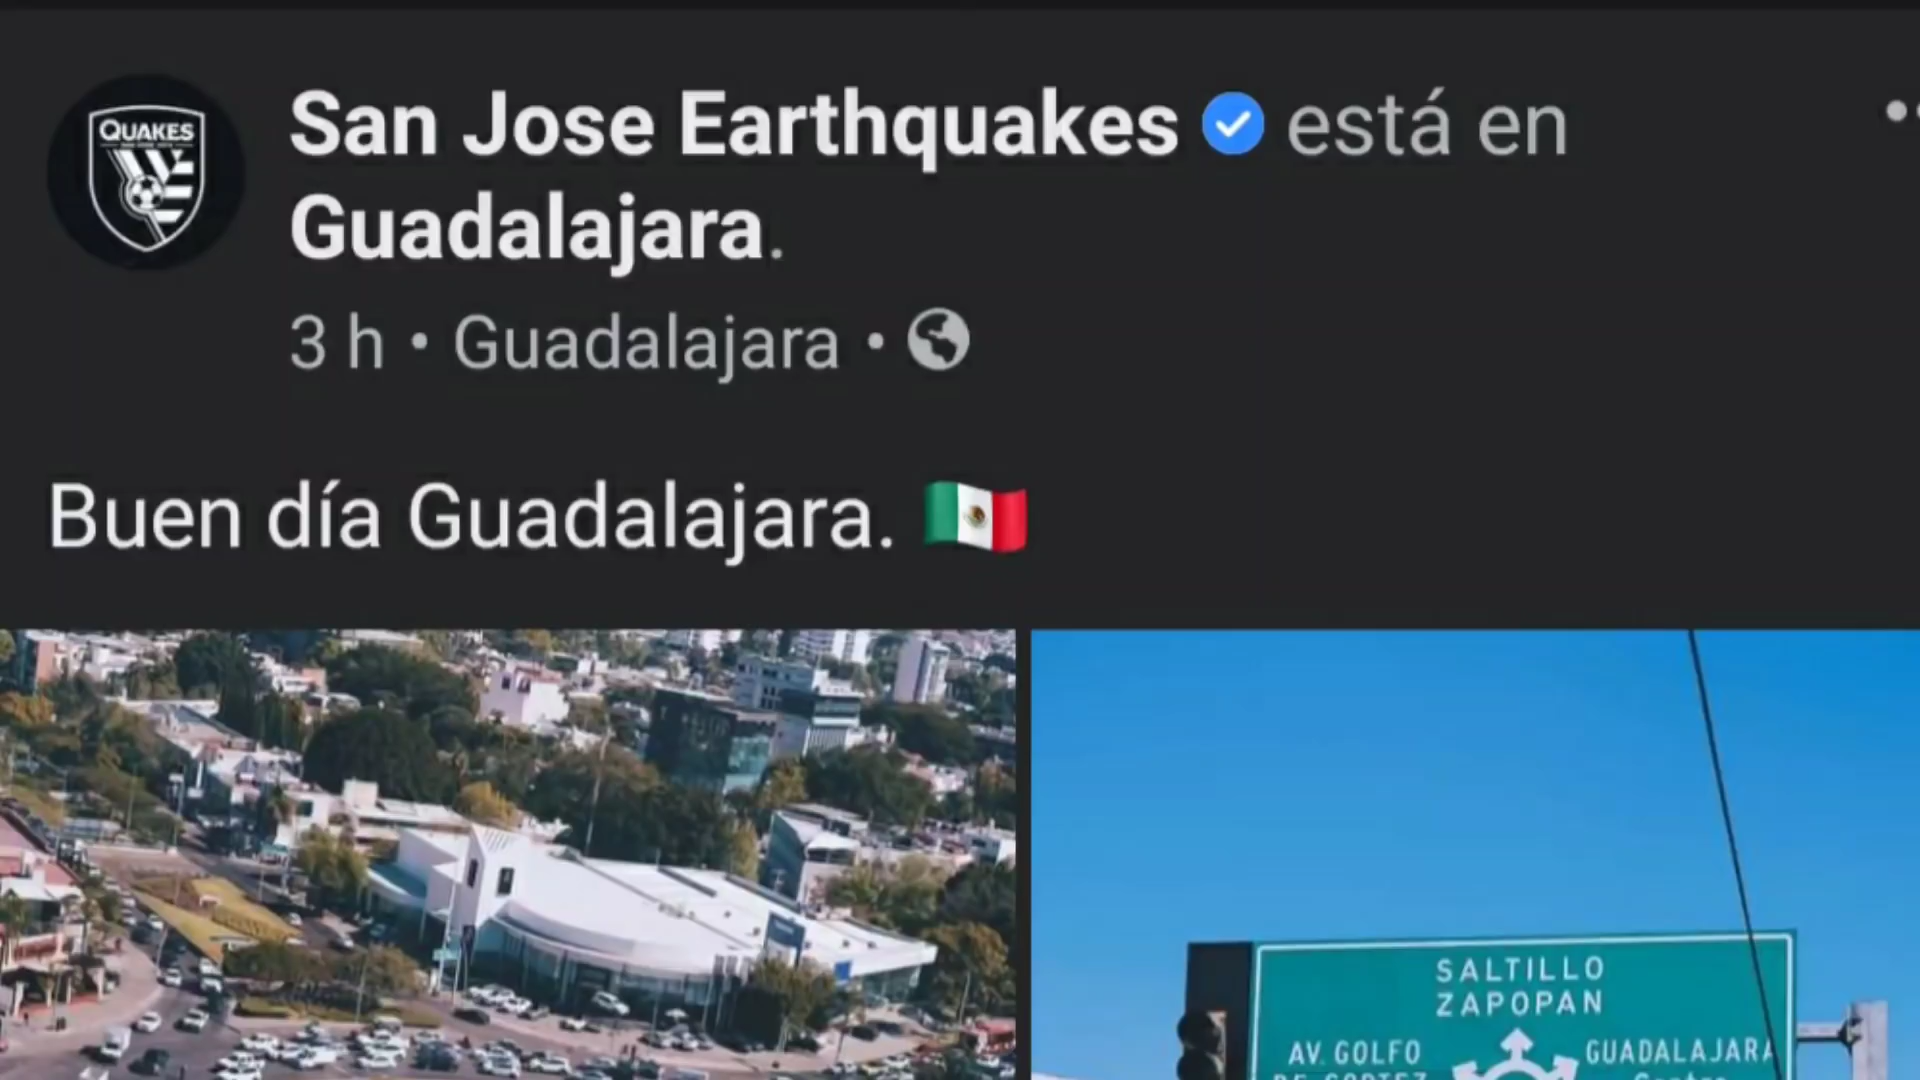 QUAKES
San Jose Earthquakes está en
Guadalajara.
3 h • Guadalajara •
Buen día Guadalajara. 🇲🇽
SALTILLO
ZAPOPAN
AV. GOLFO
GUADALAJARA